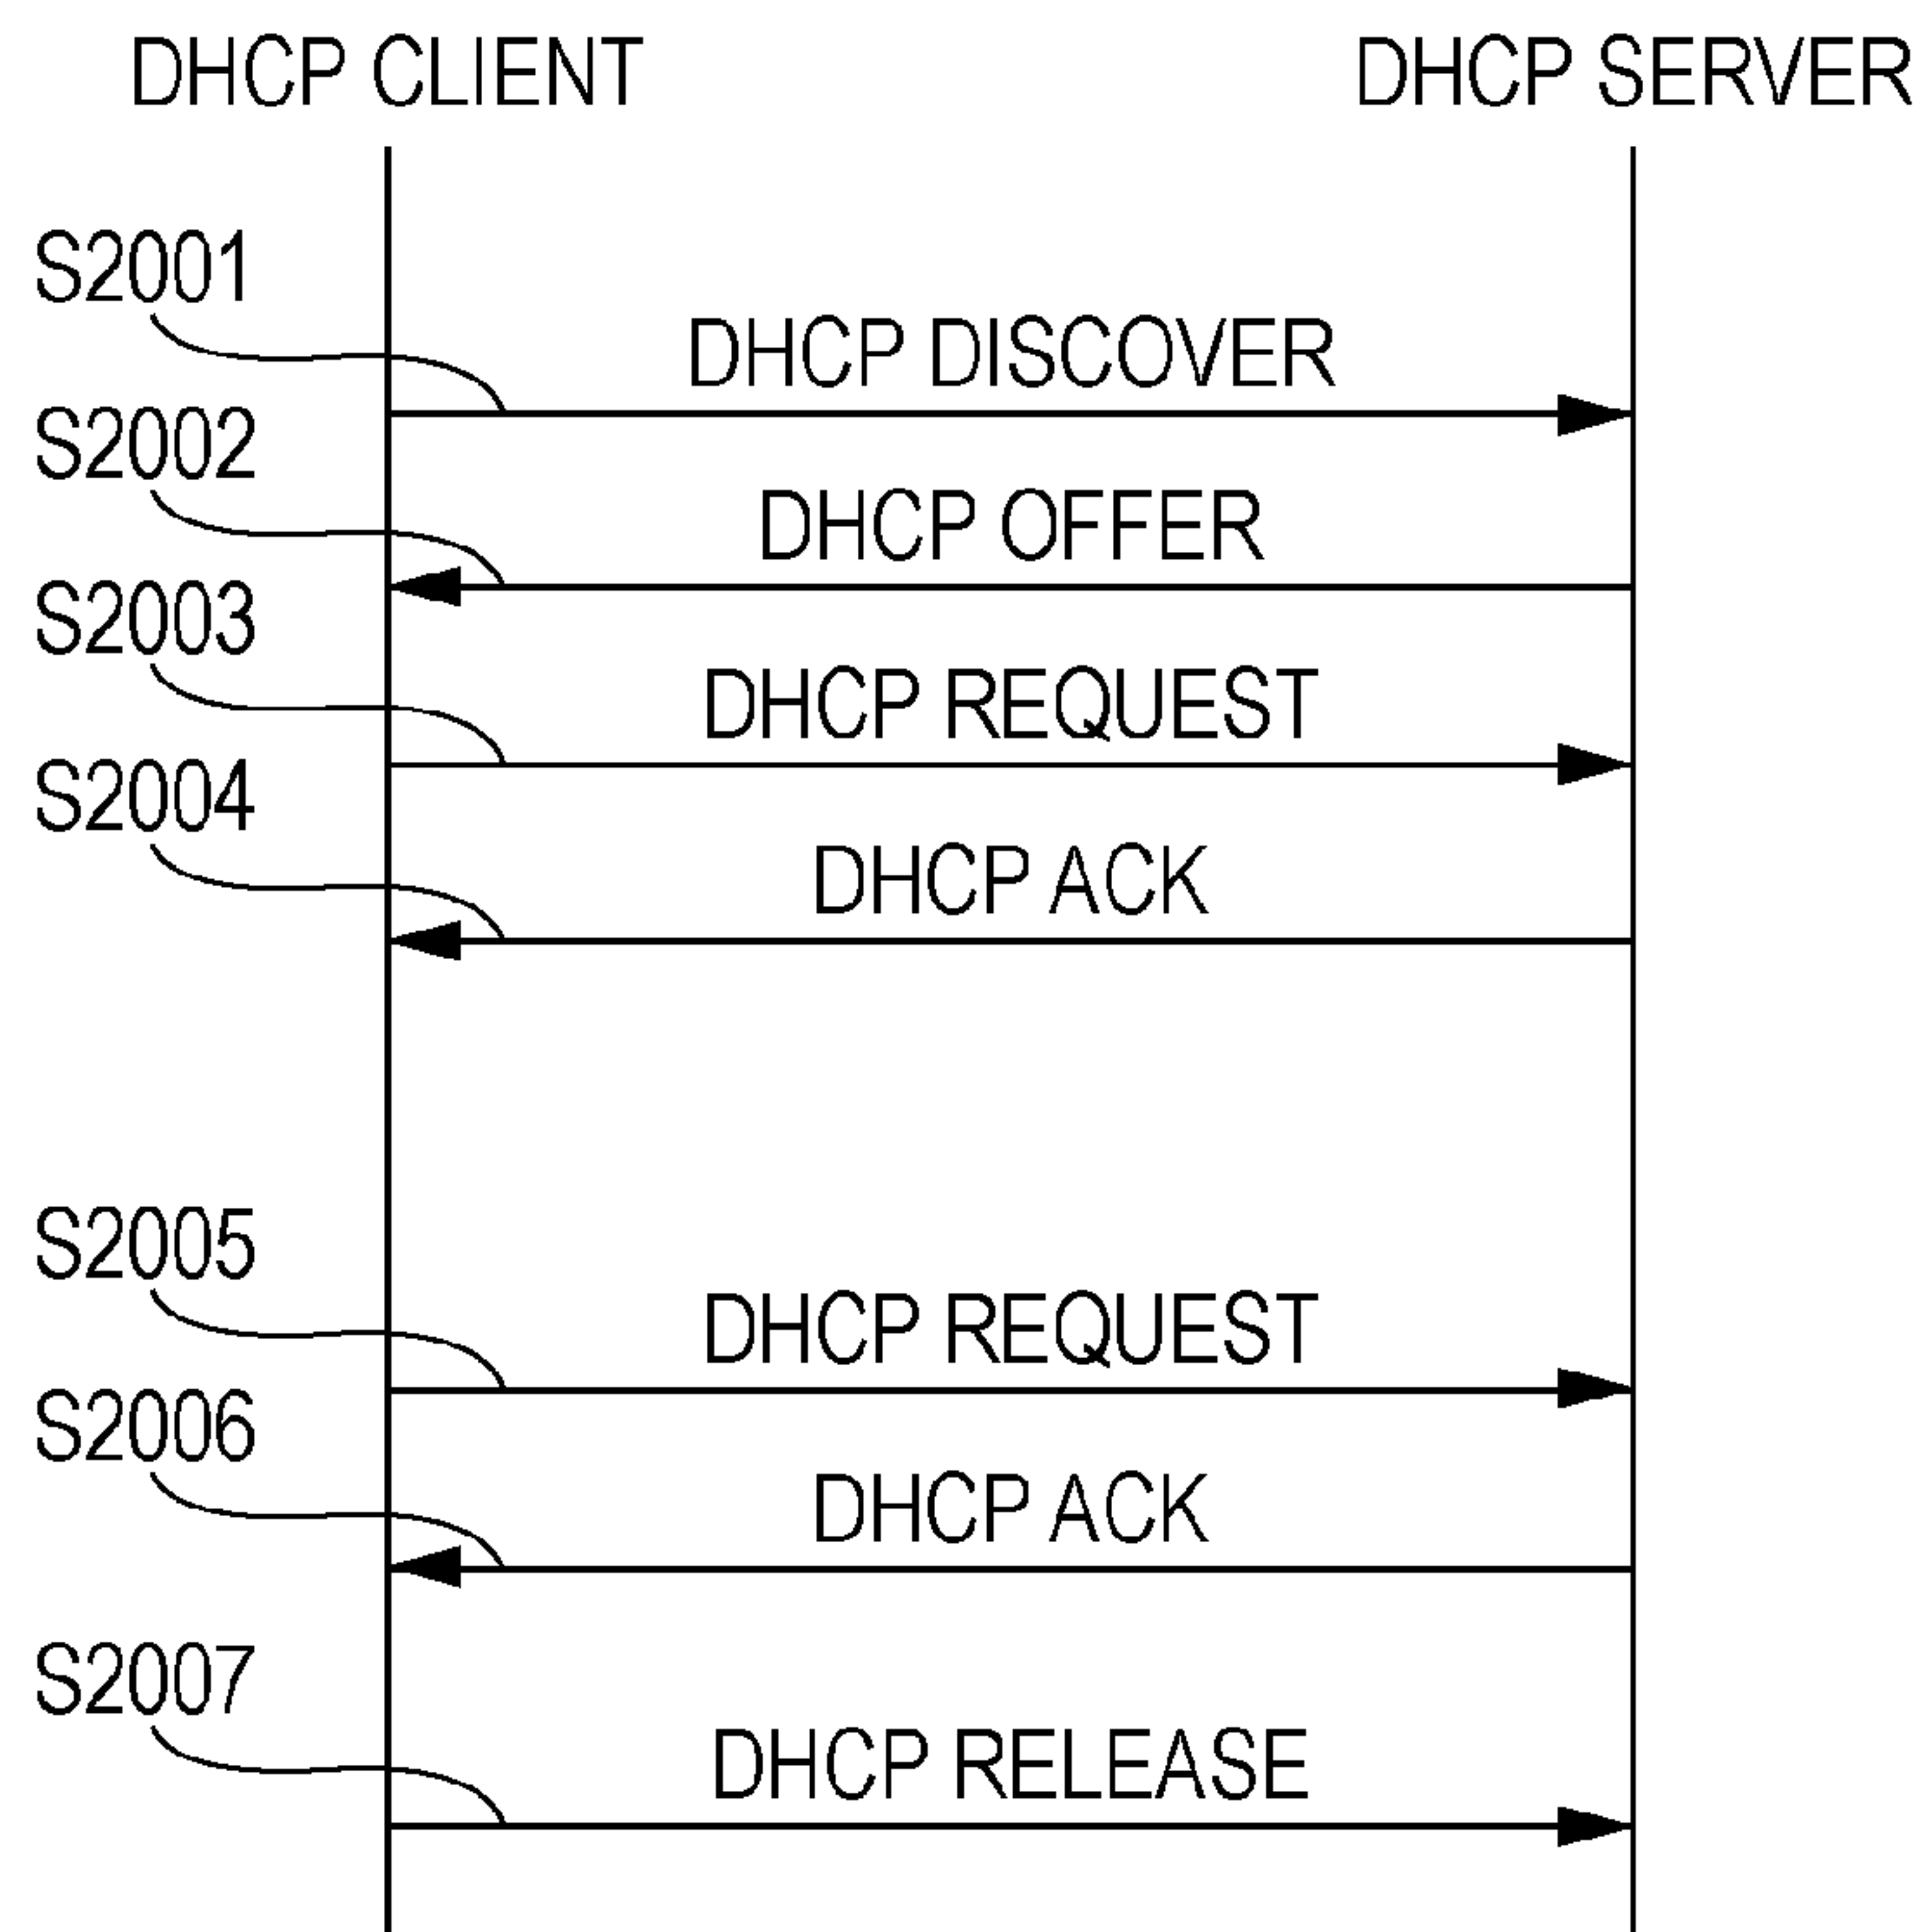 DHCP CLIENT
DHCP SERVER
S2001
DHCP DISCOVER
S2002
DHCP OFFER
S2003
DHCP REQUEST
S2004
DHCP ACK
S2005
DHCP REQUEST
S2006
DHCP ACK
S2007
DHCP RELEASE